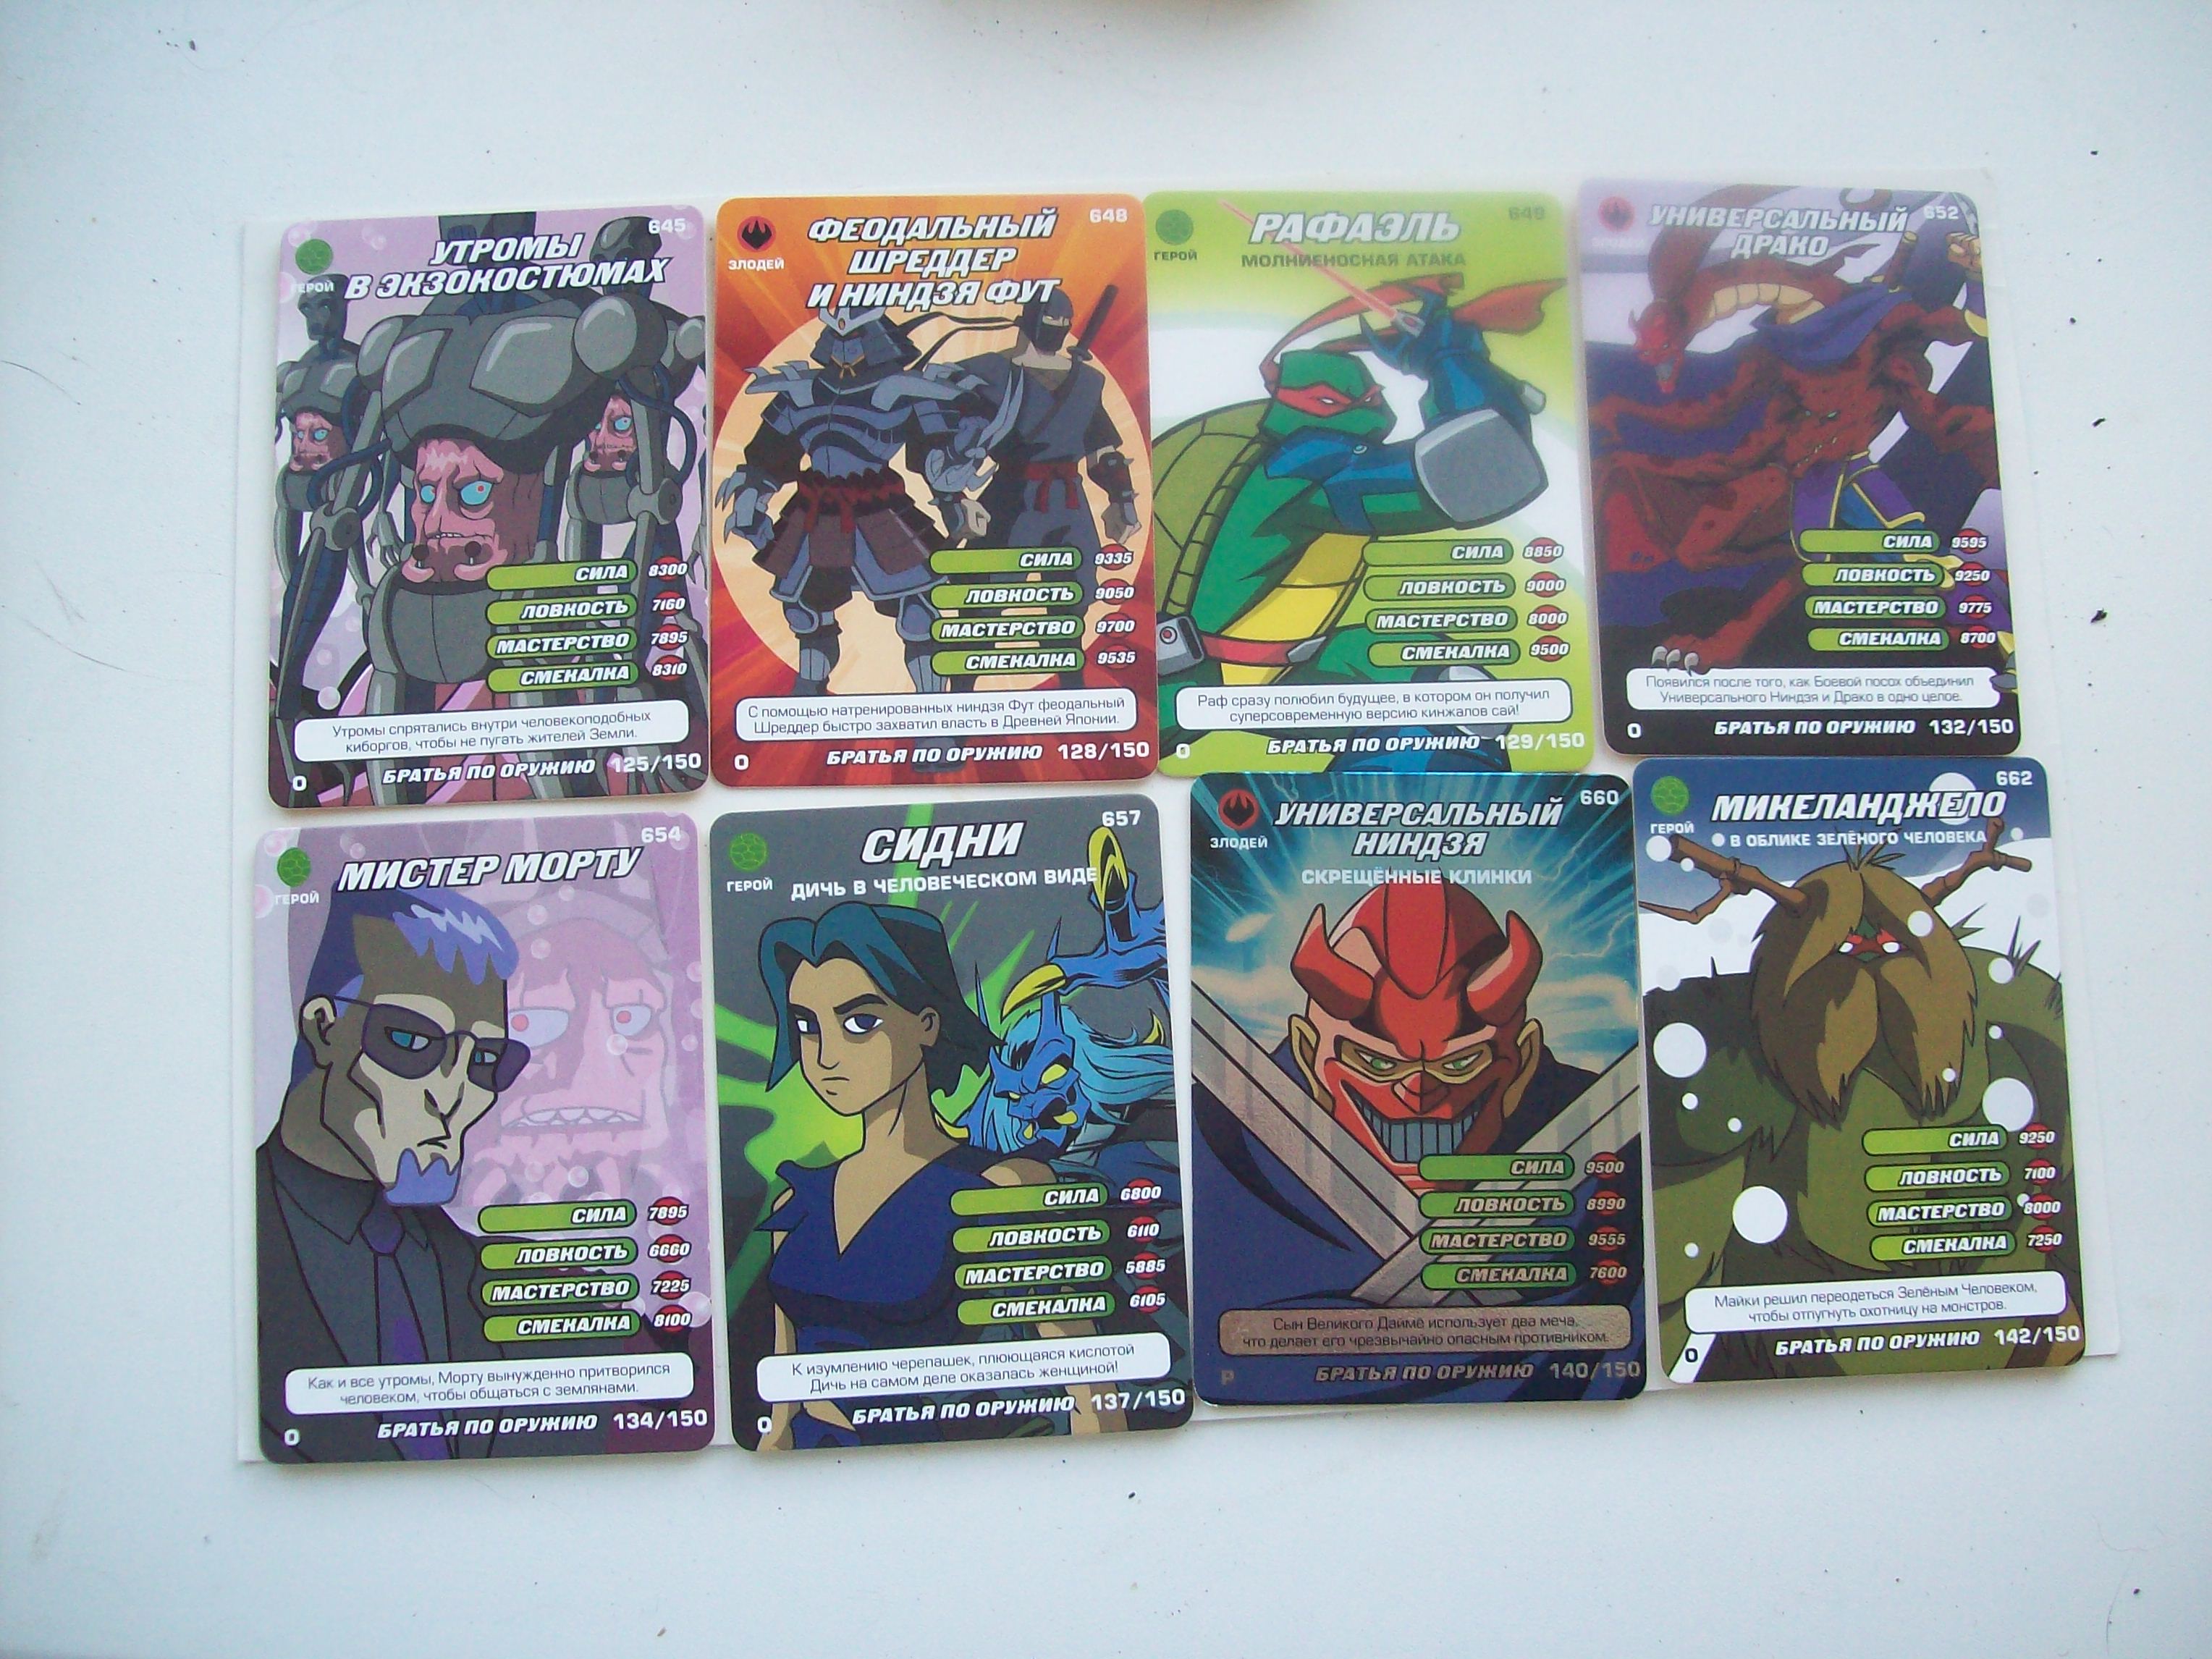 645
УТРОМЫ
В ЭКЗОКОСТЮМАХ
ГЕРОЙ
СИЛА 8300
ЛОВКОСТЬ 7160
МАСТЕРСТВО 7895
СМЕКАЛКА 8310
Утромы спрятались внутри человекоподобных
киборгов, чтобы не пугать жителей Земли.
О БРАТЬЯ ПО ОРУЖИЮ 125/150
648
ФЕОДАЛЬНЫЙ
ШРЕДДЕР
И НИНДЗЯ ФУТ
ЗЛОДЕЙ
СИЛА 9335
ЛОВКОСТЬ 9050
МАСТЕРСТВО 9700
СМЕКАЛКА 9535
С помощью натренированных ниндзя Фут феодальный
Шреддер быстро захватил власть в Древней Японии.
О БРАТЬЯ ПО ОРУЖИЮ 128/150
649
РАФАЭЛЬ
МОЛНИЕНОСНАЯ АТАКА
ГЕРОЙ
СИЛА 8850
ЛОВКОСТЬ 9000
МАСТЕРСТВО 8000
СМЕКАЛКА 9500
Раф сразу полюбил будущее, в котором он получил
суперсовременную версию кинжалов сай!
О БРАТЬЯ ПО ОРУЖИЮ 129/150
652
УНИВЕРСАЛЬНЫЙ
ДРАКО
СИЛА 9595
ЛОВКОСТЬ 9250
МАСТЕРСТВО 9775
СМЕКАЛКА 8700
Появился после того, как Боевой посох объединил
Универсального Ниндзя и Драко в одно целое.
О БРАТЬЯ ПО ОРУЖИЮ 132/150
654
МИСТЕР МОРТУ
ГЕРОЙ
СИЛА 7895
ЛОВКОСТЬ 6660
МАСТЕРСТВО 7225
СМЕКАЛКА 8100
Как и все утромы, Морту вынужденно притворился
человеком, чтобы общаться с землянами.
О БРАТЬЯ ПО ОРУЖИЮ 134/150
657
СИДНИ
ДИЧЬ В ЧЕЛОВЕЧЕСКОМ ВИДЕ
ГЕРОЙ
СИЛА 6800
ЛОВКОСТЬ 6110
МАСТЕРСТВО 5885
СМЕКАЛКА 6105
К изумлению черепашек, плюющаяся кислотой
Дичь на самом деле оказалась женщиной!
О БРАТЬЯ ПО ОРУЖИЮ 137/150
660
УНИВЕРСАЛЬНЫЙ
НИНДЗЯ
СКРЕЩЁННЫЕ КЛИНКИ
ЗЛОДЕЙ
СИЛА 9500
ЛОВКОСТЬ 8990
МАСТЕРСТВО 9555
СМЕКАЛКА 7600
Сын Великого Даймё использует два меча,
что делает его чрезвычайно опасным противником.
Р БРАТЬЯ ПО ОРУЖИЮ 140/150
662
МИКЕЛАНДЖЕЛО
В ОБЛИКЕ ЗЕЛЁНОГО ЧЕЛОВЕКА
ГЕРОЙ
СИЛА 9250
ЛОВКОСТЬ 7100
МАСТЕРСТВО 8000
СМЕКАЛКА 7250
Майки решил переодеться Зелёным Человеком,
чтобы отпугнуть охотницу на монстров.
О БРАТЬЯ ПО ОРУЖИЮ 142/150